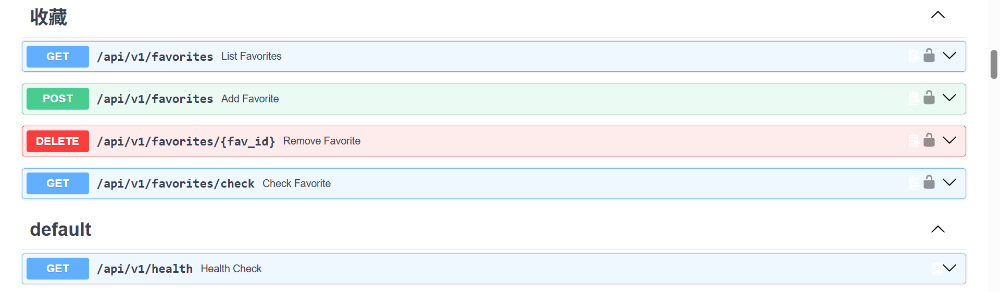 收藏
GET /api/v1/favorites List Favorites
POST /api/v1/favorites Add Favorite
DELETE /api/v1/favorites/{fav_id} Remove Favorite
GET /api/v1/favorites/check Check Favorite
default
GET /api/v1/health Health Check